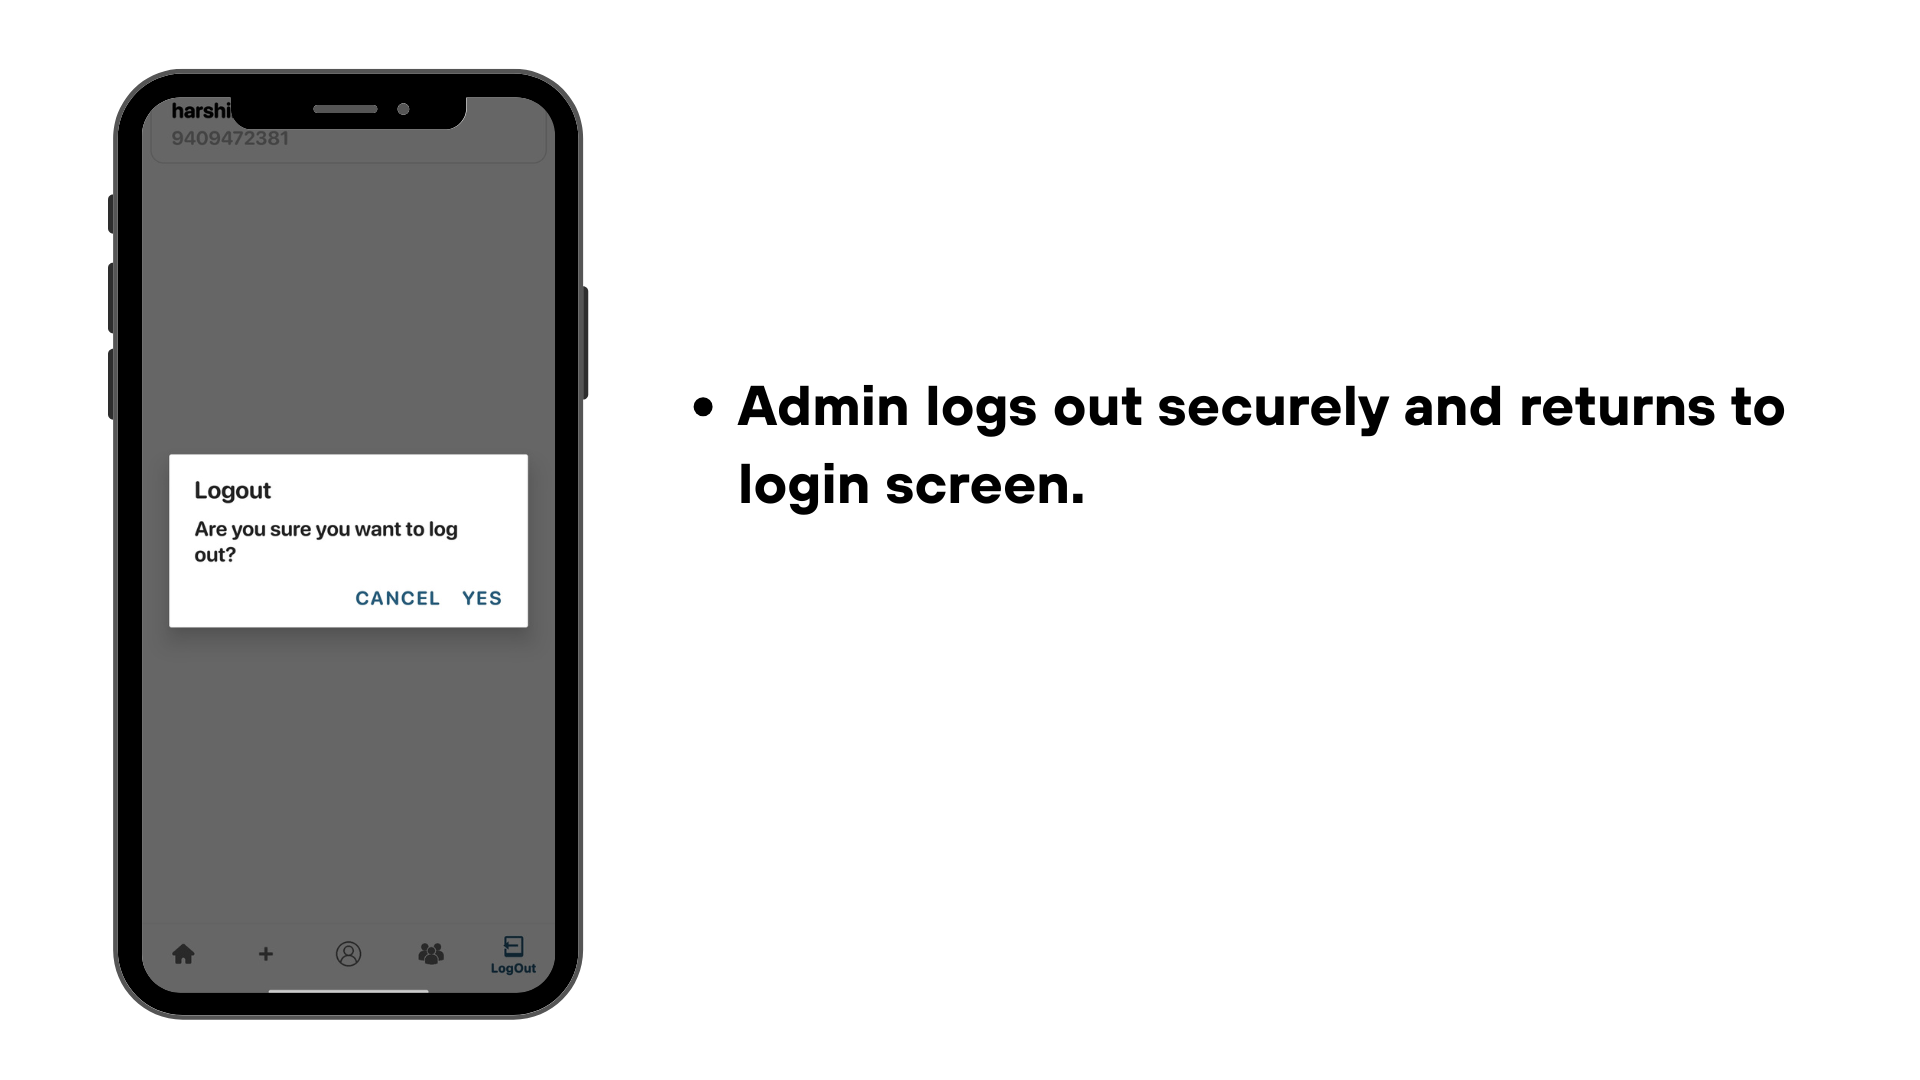 9409472381
Logout
Are you sure you want to log
out?
CANCEL YES
LogOut
• Admin logs out securely and returns to
login screen.